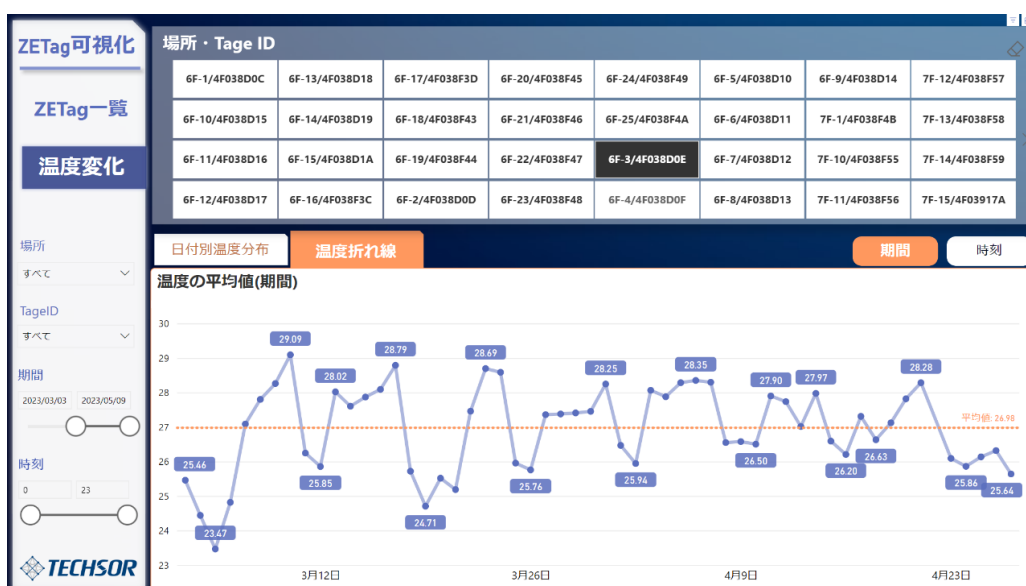 ZETag可視化
ZETag一覧
温度変化
場所
すべて
TageID
すべて
期間
2023/03/03 2023/05/09
時刻
0 23
TECHSOR
場所・Tage ID
6F-1/4F038D0C 6F-13/4F038D18 6F-17/4F038F3D 6F-20/4F038F45 6F-24/4F038F49 6F-5/4F038D10 6F-9/4F038D14 7F-12/4F038F57
6F-10/4F038D15 6F-14/4F038D19 6F-18/4F038F43 6F-21/4F038F46 6F-25/4F038F4A 6F-6/4F038D11 7F-1/4F038F4B 7F-13/4F038F58
6F-11/4F038D16 6F-15/4F038D1A 6F-19/4F038F44 6F-22/4F038F47 6F-3/4F038D0E 6F-7/4F038D12 7F-10/4F038F55 7F-14/4F038F59
6F-12/4F038D17 6F-16/4F038F3C 6F-2/4F038D0D 6F-23/4F038F48 6F-4/4F038D0F 6F-8/4F038D13 7F-11/4F038F56 7F-15/4F03917A
日付別温度分布 温度折れ線 期間 時刻
温度の平均値(期間)
30
29
28
27
26
25
24
23
25.46
23.47
29.09
25.85
28.02
28.79
24.71
28.69
25.76
28.25
25.94
28.35
26.50
27.90
27.97
26.20
26.63
28.28
25.86
25.64
平均値: 26.98
3月12日 3月26日 4月9日 4月23日